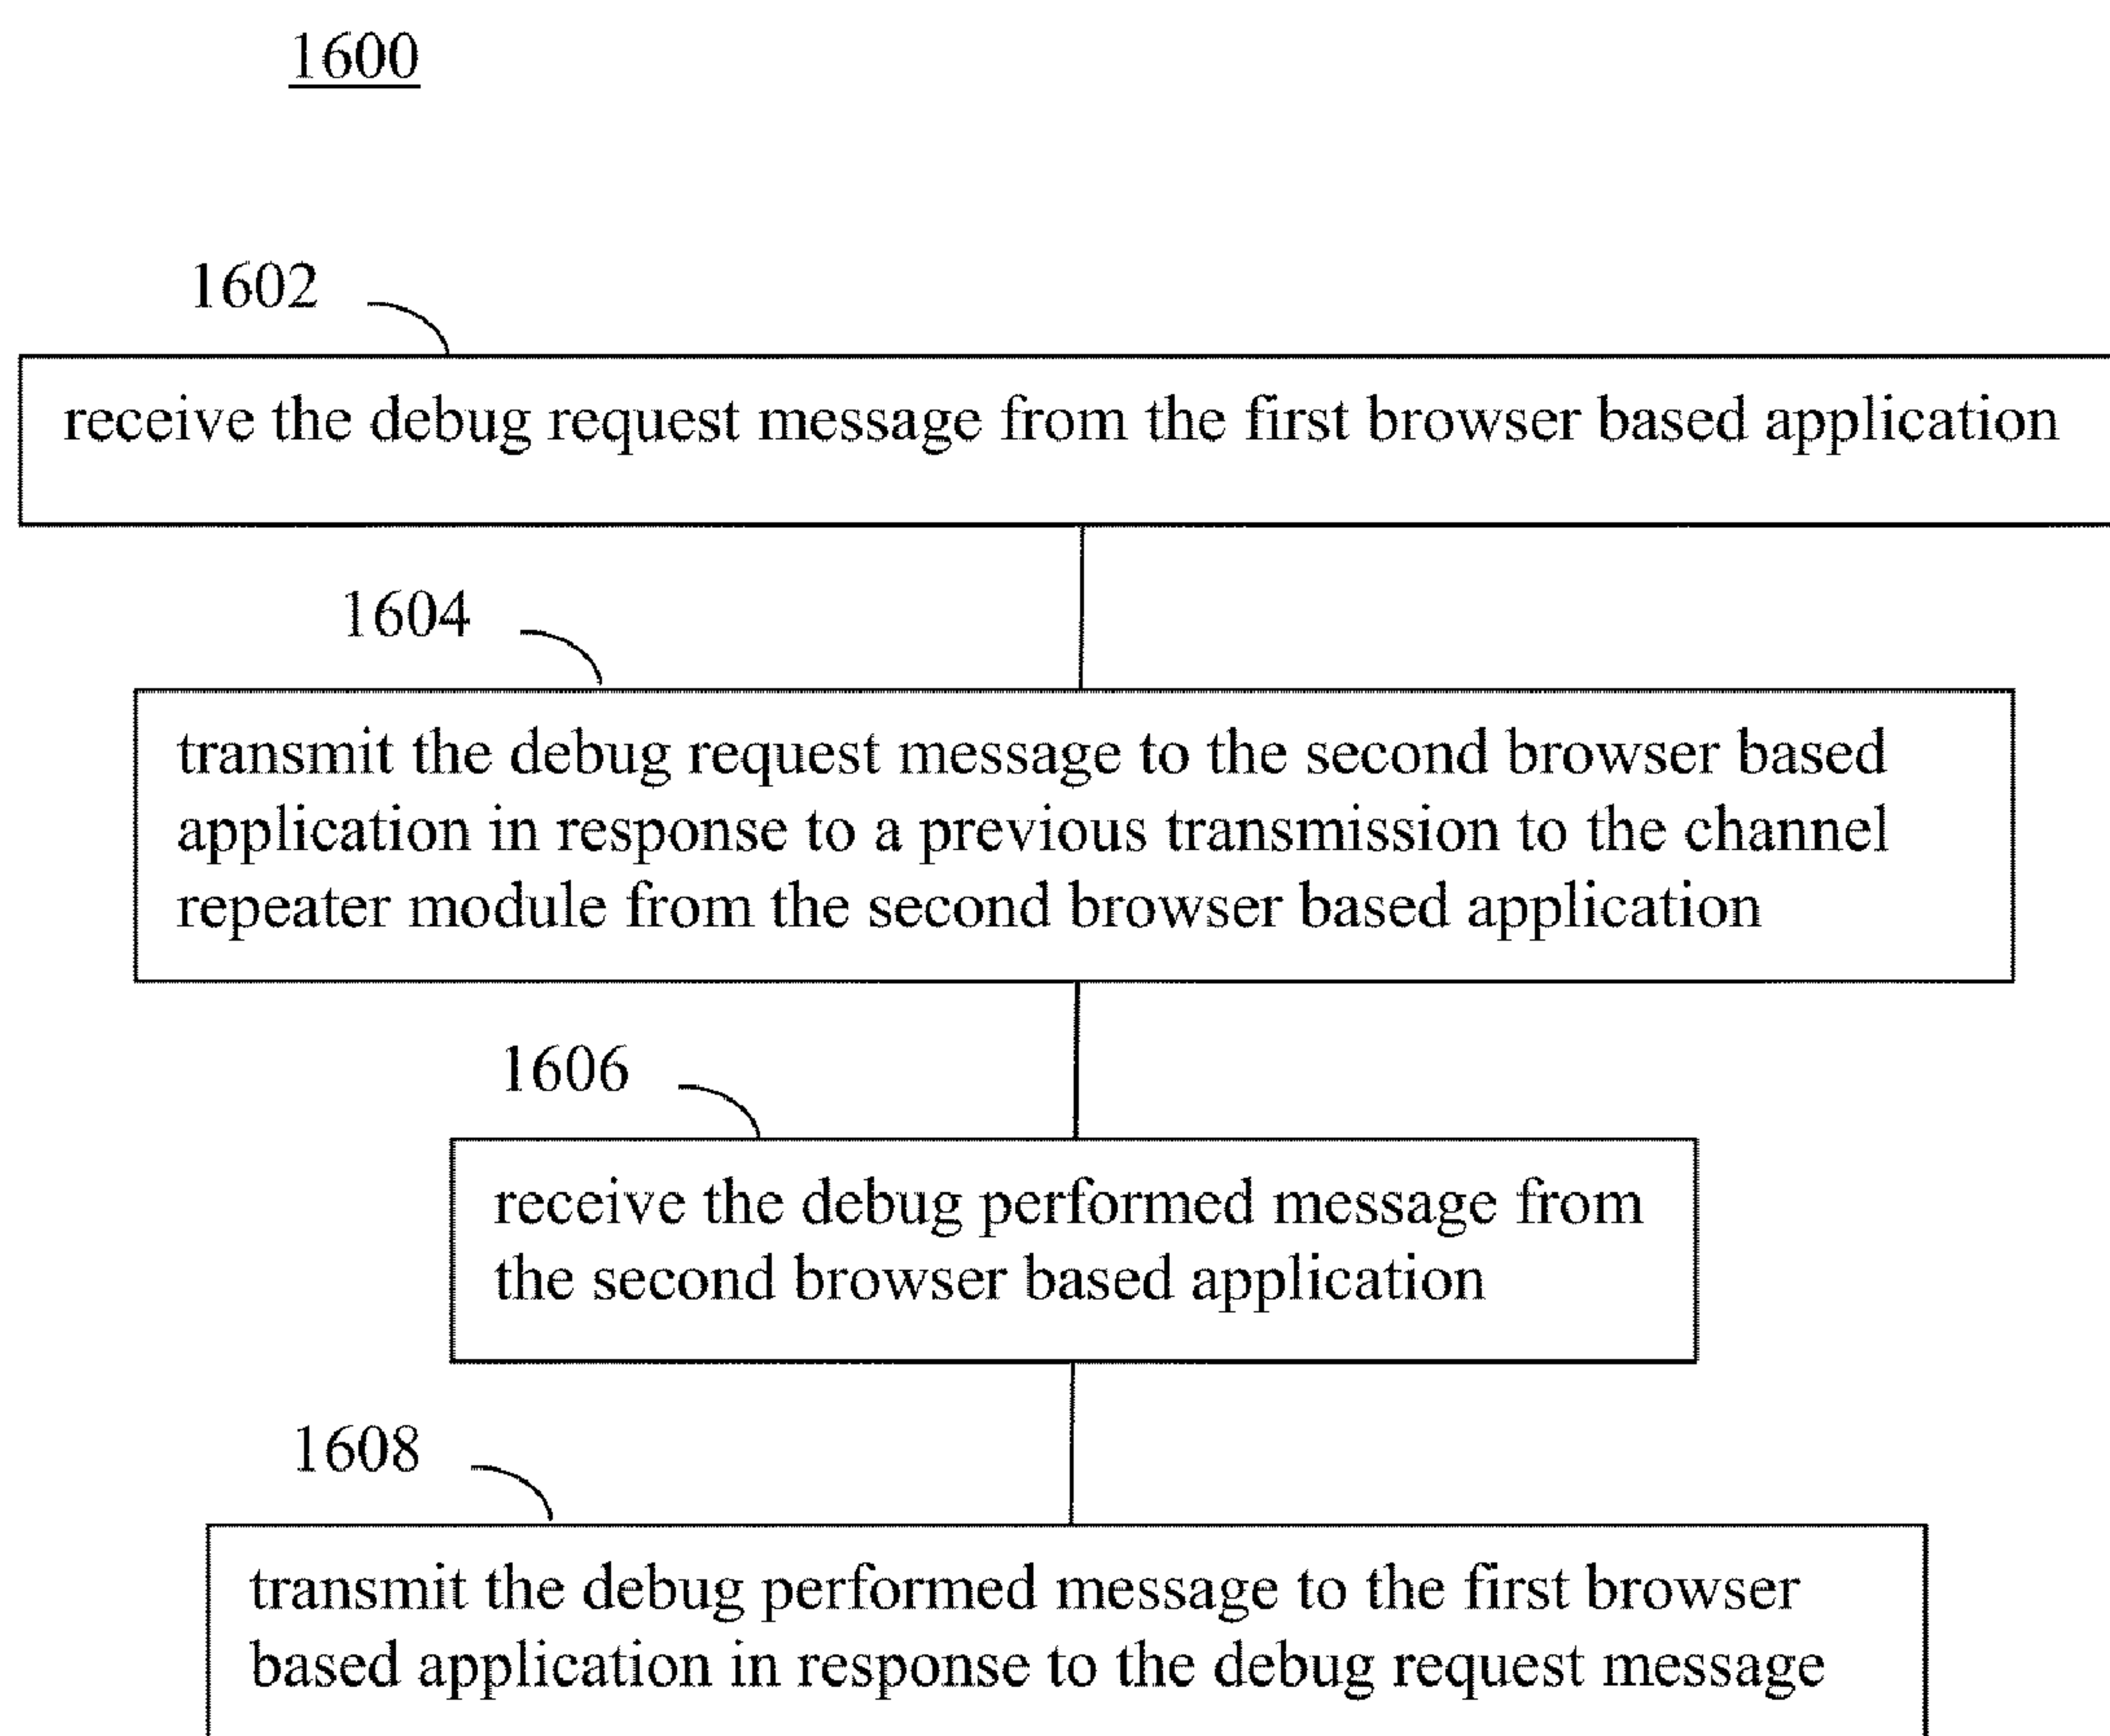 1600
1602
receive the debug request message from the first browser based application
1604
transmit the debug request message to the second browser based
application in response to a previous transmission to the channel
repeater module from the second browser based application
1606
receive the debug performed message from
the second browser based application
1608
transmit the debug performed message to the first browser
based application in response to the debug request message